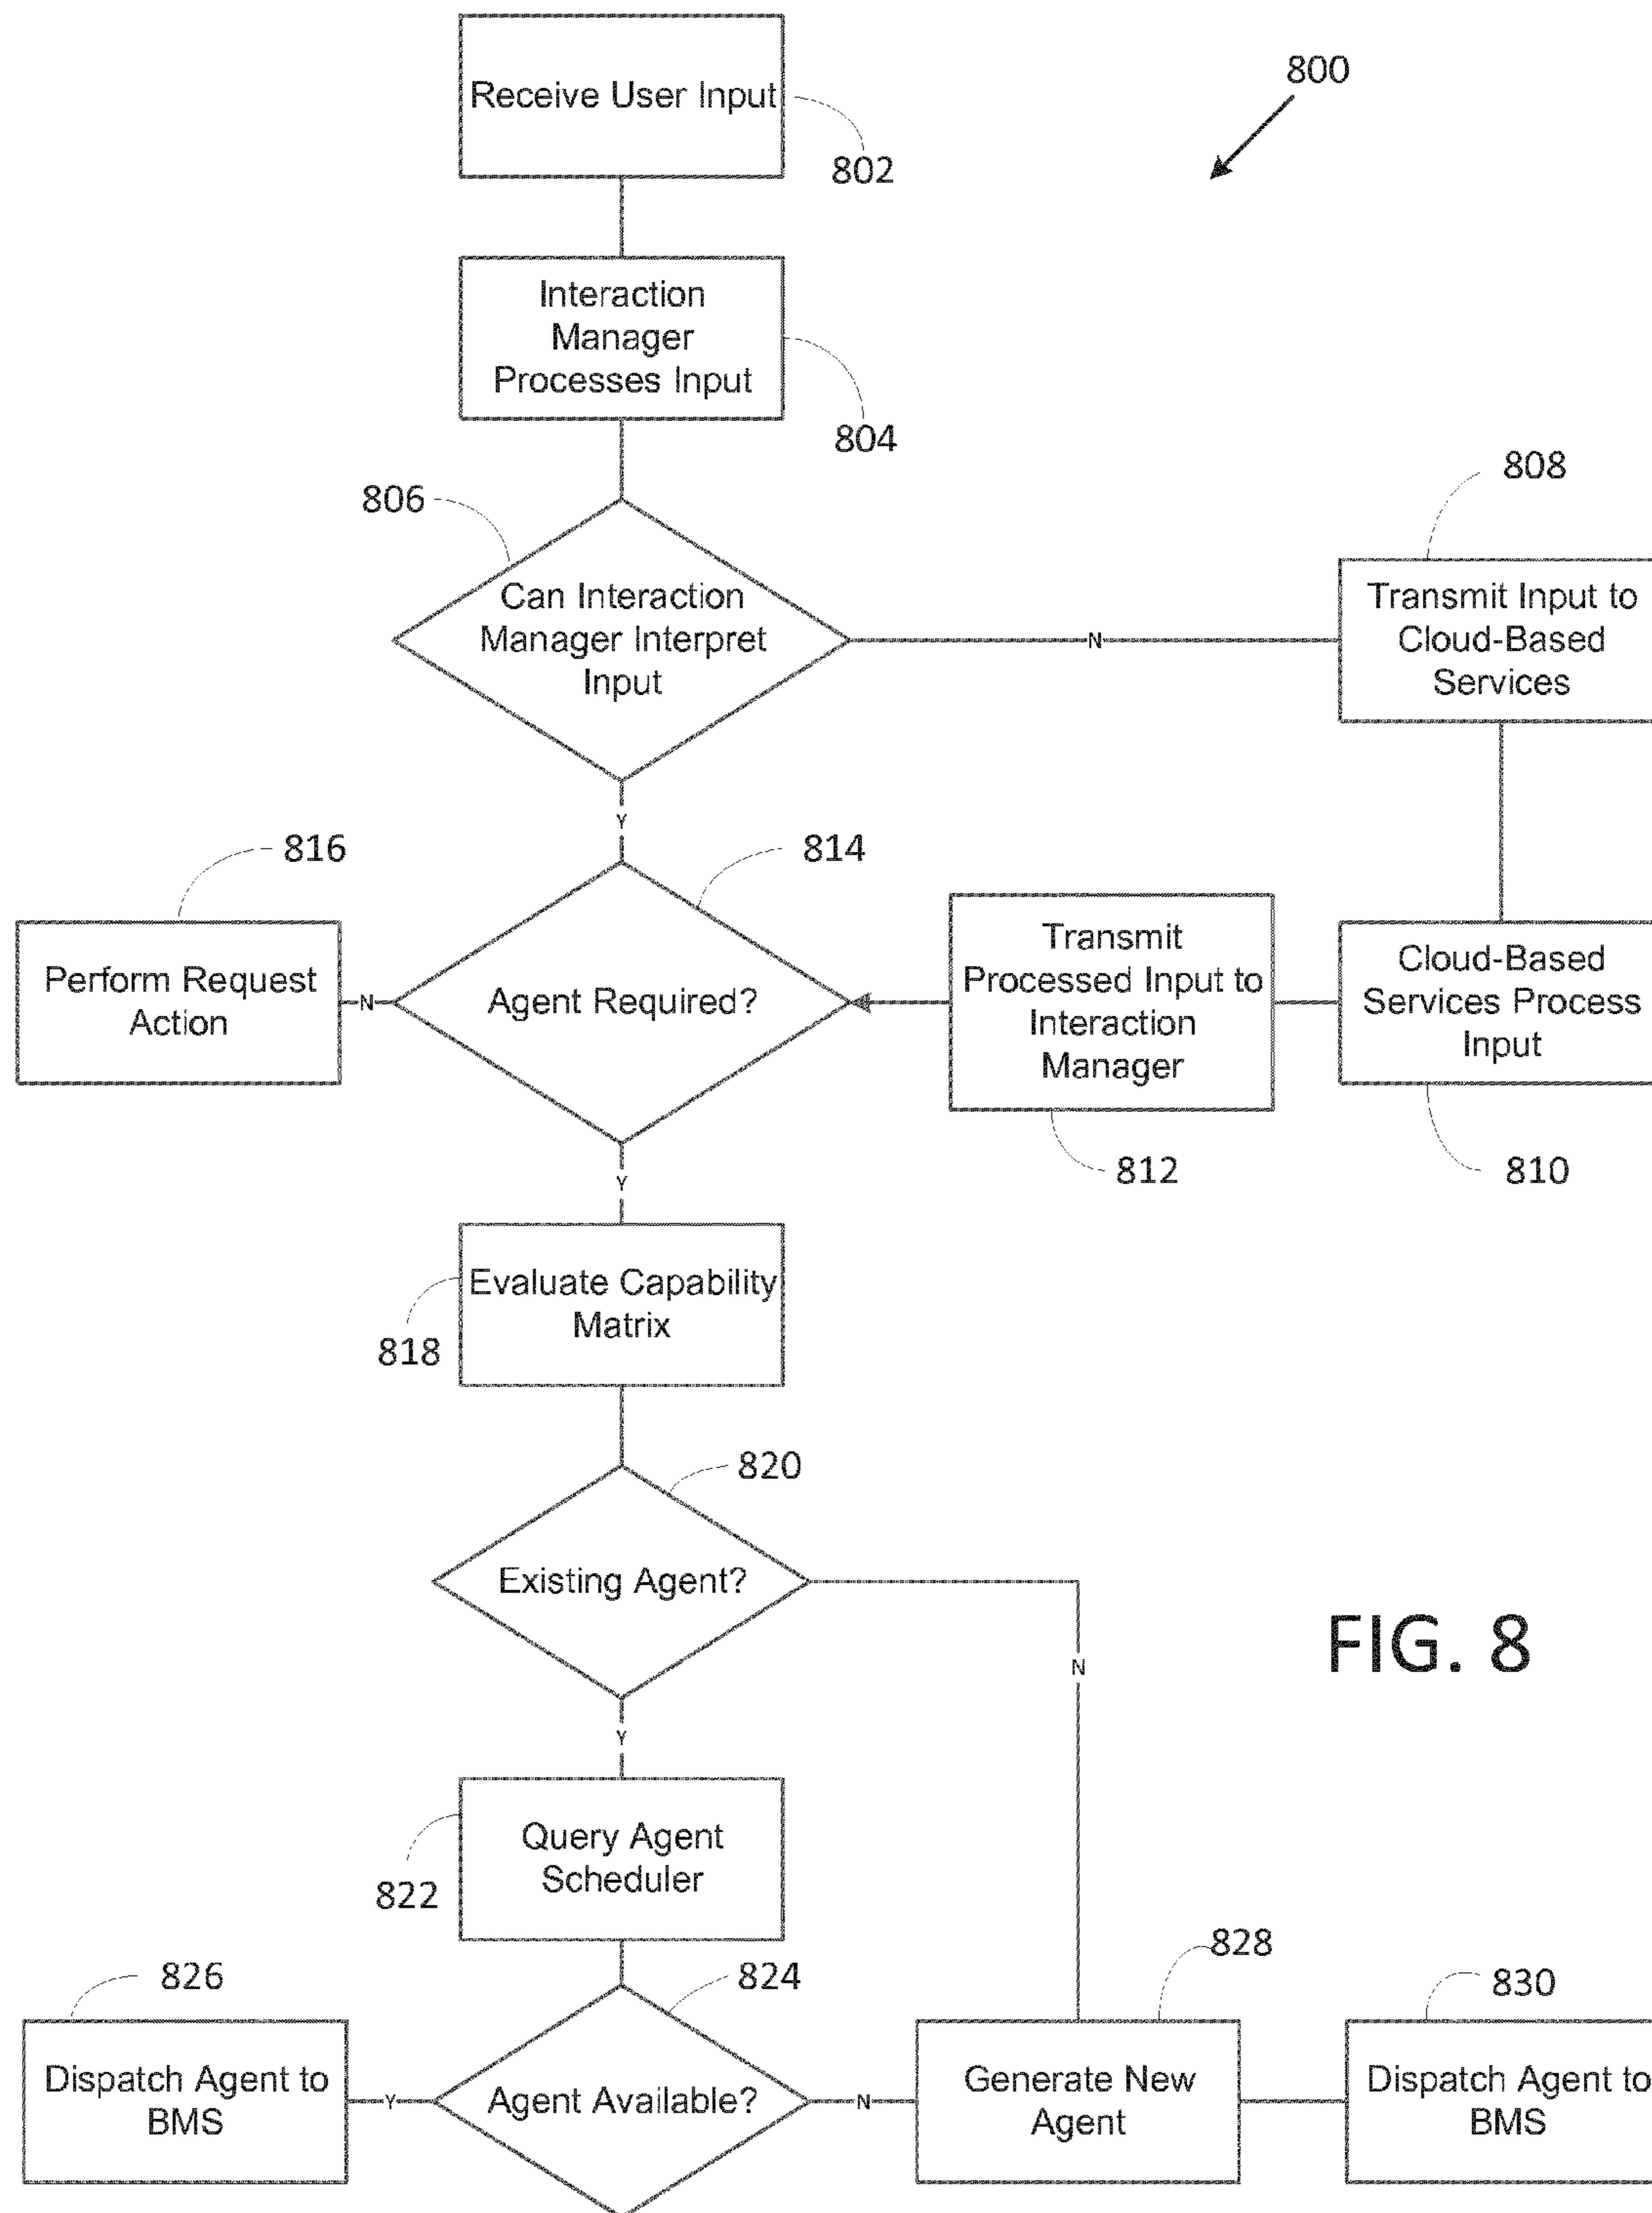 Receive User Input
800
802
Interaction
Manager
Processes Input
804
806
808
Can Interaction
Manager Interpret
Input
N
Transmit Input to
Cloud-Based
Services
Y
816
814
Perform Request
Action
N
Agent Required?
Transmit
Processed Input to
Interaction
Manager
Cloud-Based
Services Process
Input
812
810
Y
Evaluate Capability
Matrix
818
820
Existing Agent?
N
FIG. 8
Y
Query Agent
Scheduler
822
828
826
824
830
Dispatch Agent to
BMS
Y
Agent Available?
N
Generate New
Agent
Dispatch Agent to
BMS